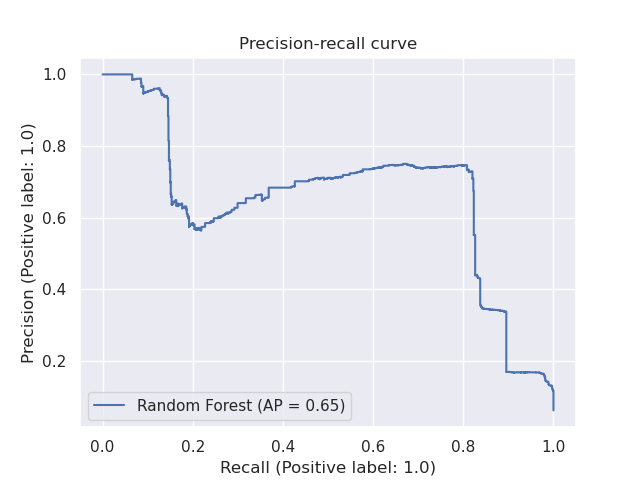 Precision-recall curve
Precision (Positive label: 1.0)
1.0
0.8
0.6
0.4
0.2
Random Forest (AP = 0.65)
0.0 0.2 0.4 0.6 0.8 1.0
Recall (Positive label: 1.0)